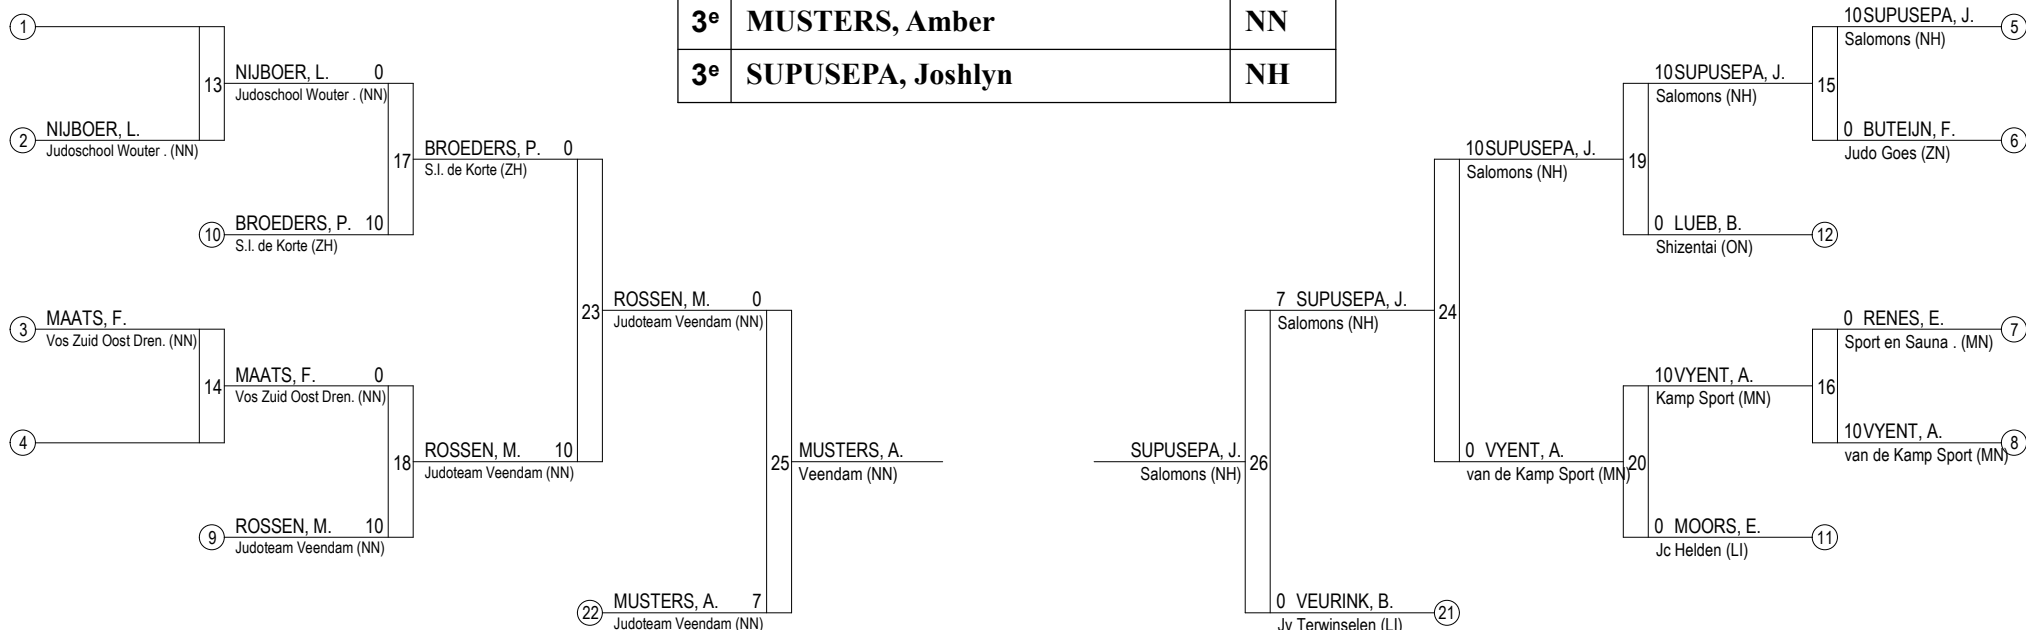 3e MUSTERS, Amber NN
3e SUPUSEPA, Joshlyn NH
1
13
NIJBOER, L. 0
Judoschool Wouter . (NN)
2
NIJBOER, L.
Judoschool Wouter . (NN)
17
BROEDERS, P. 0
S.I. de Korte (ZH)
10
BROEDERS, P. 10
S.I. de Korte (ZH)
3
MAATS, F.
Vos Zuid Oost Dren. (NN)
14
MAATS, F. 0
Vos Zuid Oost Dren. (NN)
4
18
ROSSEN, M. 10
Judoteam Veendam (NN)
9
ROSSEN, M. 10
Judoteam Veendam (NN)
23
ROSSEN, M. 0
Judoteam Veendam (NN)
25
MUSTERS, A.
Veendam (NN)
22
MUSTERS, A. 7
Judoteam Veendam (NN)
10 SUPUSEPA, J.
Salomons (NH)
5
15
10 SUPUSEPA, J.
Salomons (NH)
0 BUTEIJN, F.
Judo Goes (ZN)
6
19
10 SUPUSEPA, J.
Salomons (NH)
0 LUEB, B.
Shizentai (ON)
12
24
7 SUPUSEPA, J.
Salomons (NH)
0 RENES, E.
Sport en Sauna . (MN)
7
16
10 VYENT, A.
Kamp Sport (MN)
10 VYENT, A.
van de Kamp Sport (MN)
8
20
0 VYENT, A.
van de Kamp Sport (MN)
0 MOORS, E.
Jc Helden (LI)
11
26
SUPUSEPA, J.
Salomons (NH)
0 VEURINK, B.
Jv Terwinselen (LI)
21